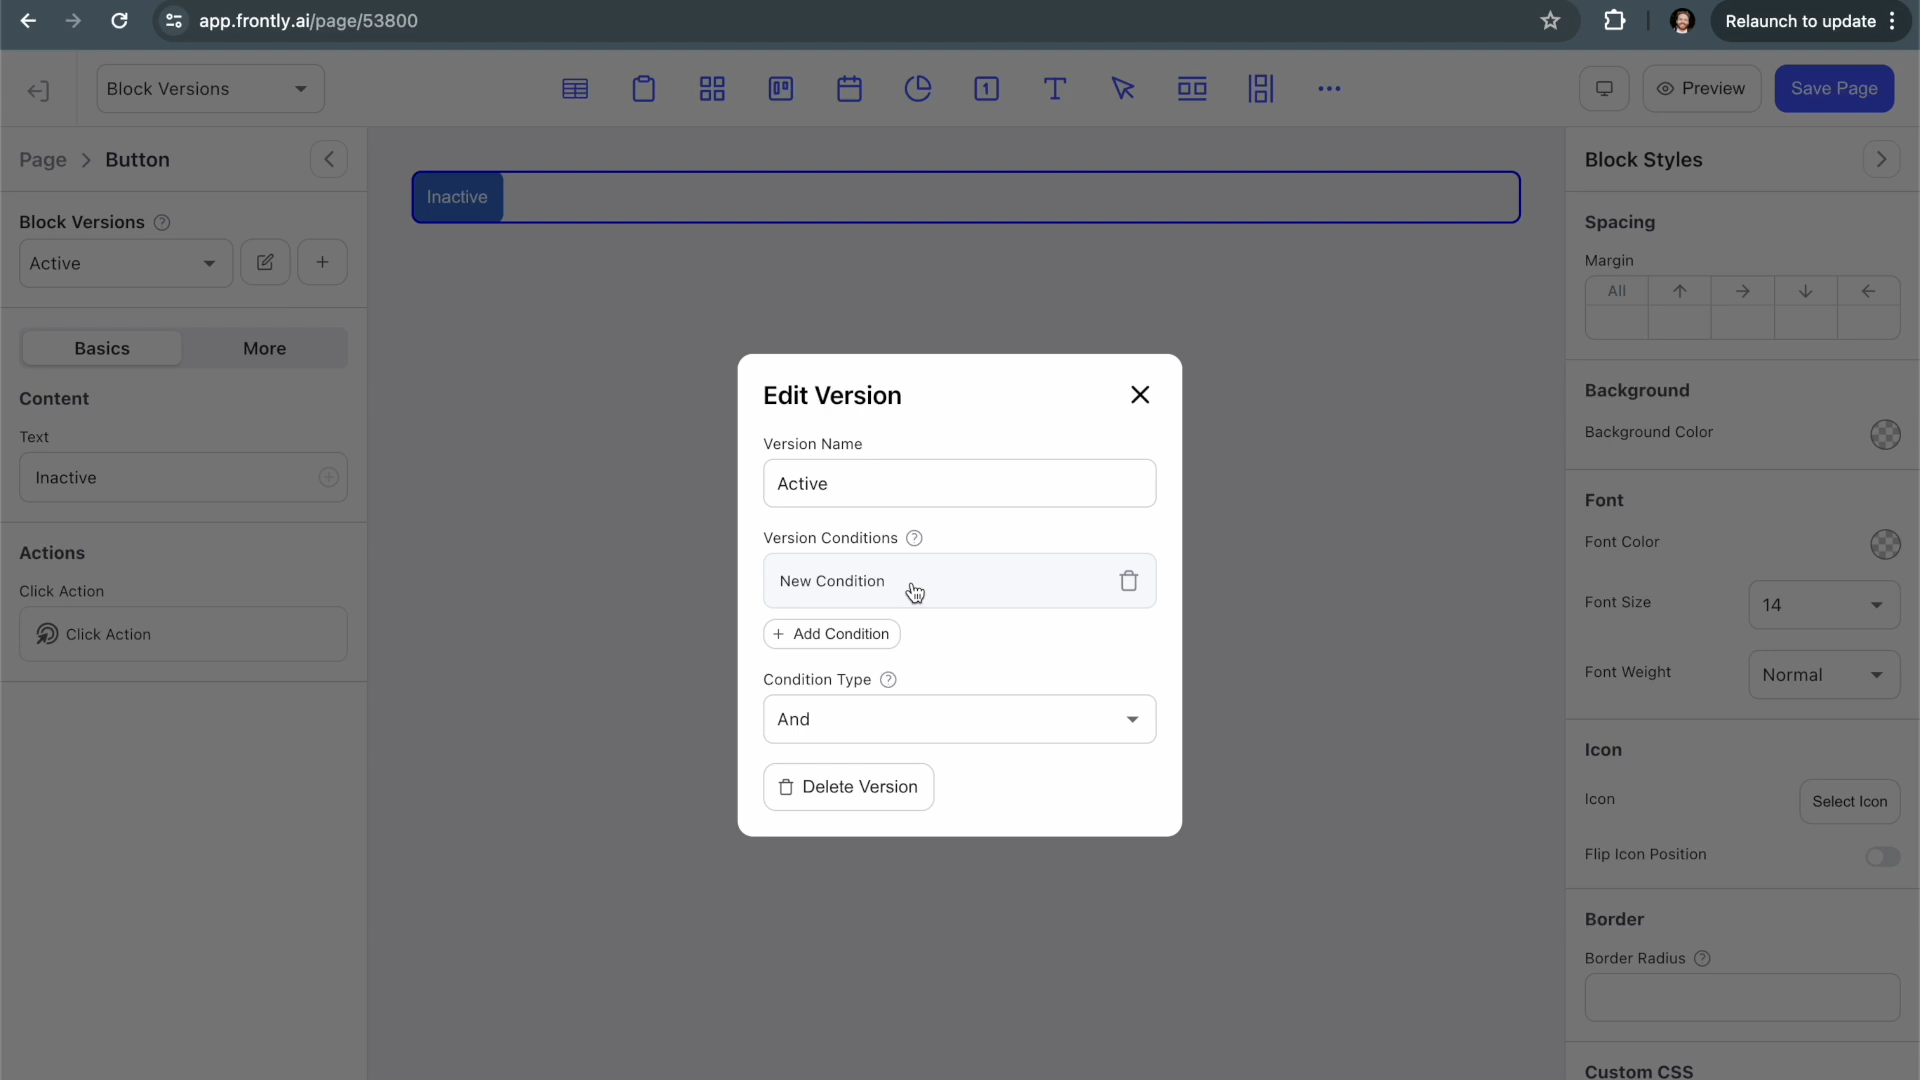 app.frontly.ai/page/53800
Relaunch to update
Block Versions
1
Preview
Save Page
Page > Button
Block Versions ?
Active
Basics
More
Content
Text
Inactive
Actions
Click Action
Click Action
Inactive
Edit Version
Version Name
Active
Version Conditions ?
New Condition
+ Add Condition
Condition Type ?
And
Delete Version
Block Styles
Spacing
Margin
All ↑ → ↓ ←
Background
Background Color
Font
Font Color
Font Size
14
Font Weight
Normal
Icon
Icon
Select Icon
Flip Icon Position
Border
Border Radius ?
Custom CSS